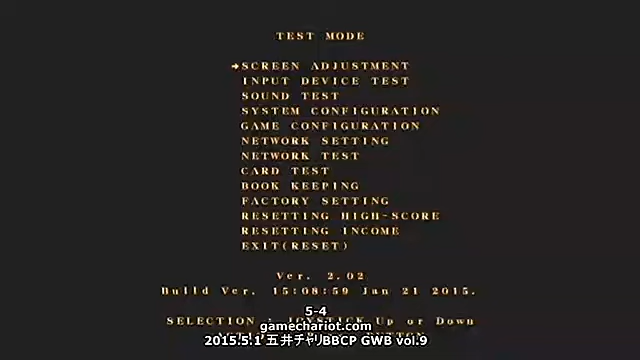 TEST MODE
→SCREEN ADJUSTMENT
INPUT DEVICE TEST
SOUND TEST
SYSTEM CONFIGURATION
GAME CONFIGURATION
NETWORK SETTING
NETWORK TEST
CARD TEST
BOOK KEEPING
FACTORY SETTING
RESETTING HIGH-SCORE
RESETTING INCOME
EXIT(RESET)
Ver. 2.02
Build Ver. 15:08:59 Jan 21 2015.
5-4
SELECTION : JOYSTICK Up or Down
gamechariot.com
2015.5.1 五井チャリBBCP GWB vol.9